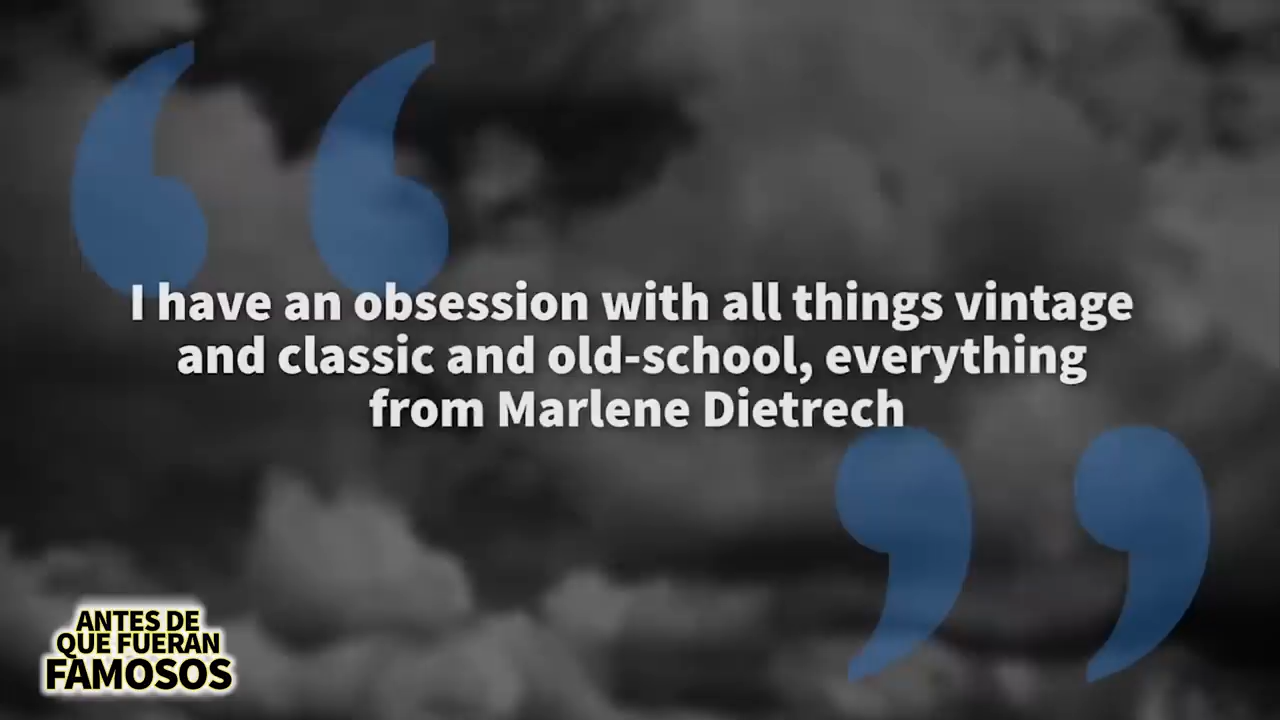 I have an obsession with all things vintage
and classic and old-school, everything
from Marlene Dietrech
ANTES DE
QUE FUERAN
FAMOSOS